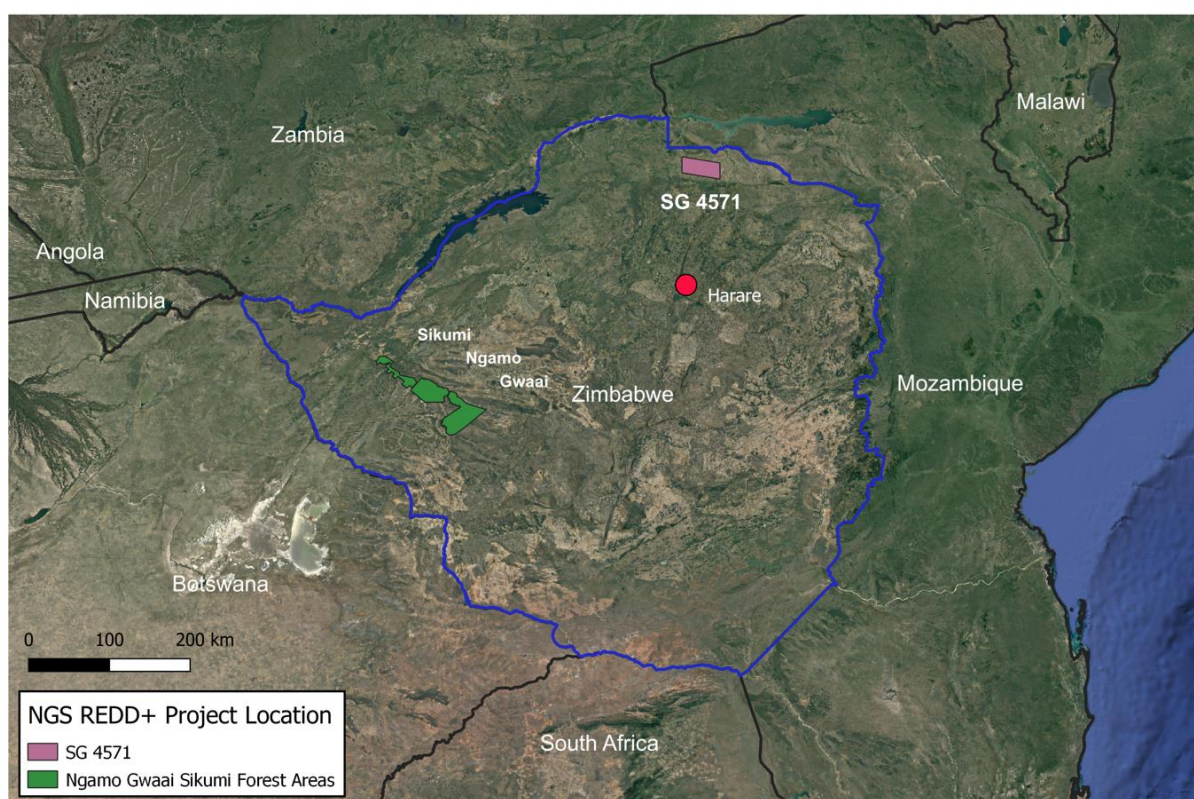 Malawi
Zambia
SG 4571
Angola
Namibia
Harare
Sikumi
Ngamo
Gwaai
Zimbabwe
Mozambique
Botswana
0 100 200 km
NGS REDD+ Project Location
SG 4571
Ngamo Gwaai Sikumi Forest Areas
South Africa